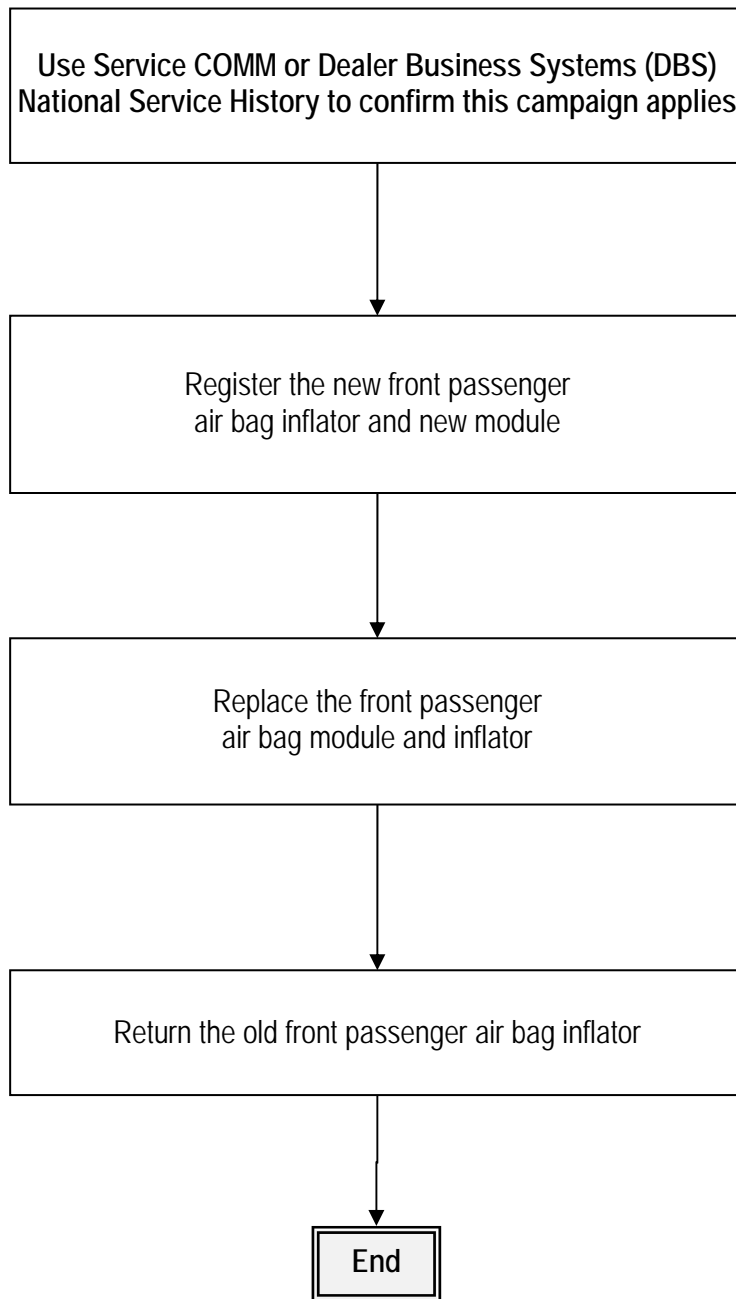 Use Service COMM or Dealer Business Systems (DBS)
National Service History to confirm this campaign applies
Register the new front passenger
air bag inflator and new module
Replace the front passenger
air bag module and inflator
Return the old front passenger air bag inflator
End